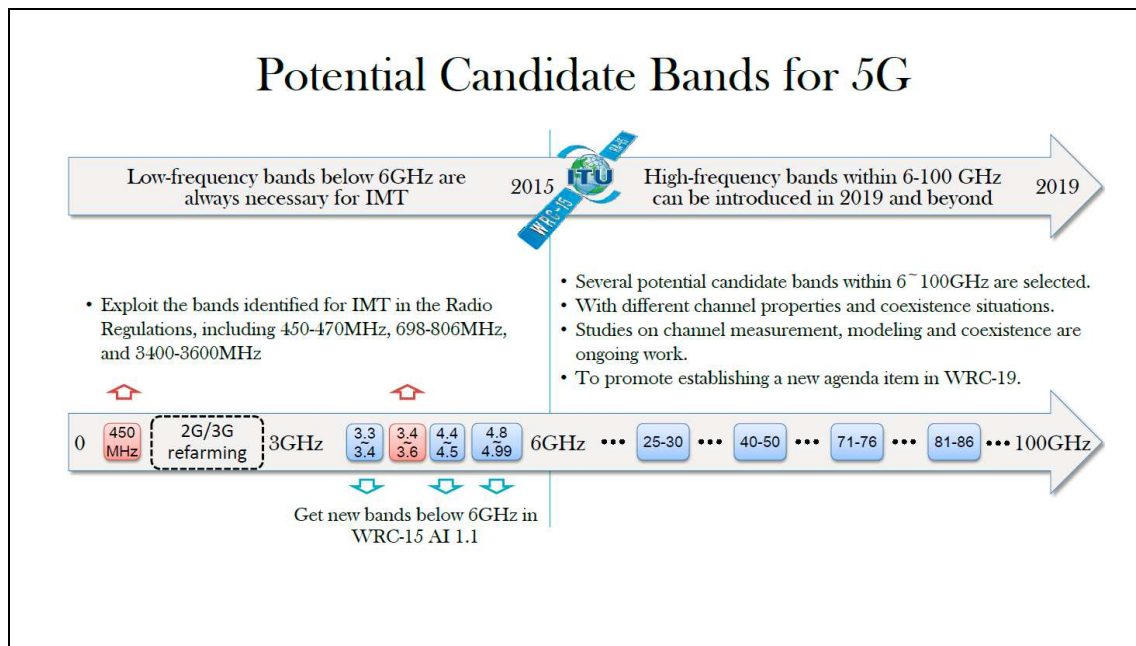 Potential Candidate Bands for 5G
Low-frequency bands below 6GHz are
always necessary for IMT
2015
RA-15
ITU
WRC-15
High-frequency bands within 6-100 GHz
can be introduced in 2019 and beyond
2019
• Exploit the bands identified for IMT in the Radio
Regulations, including 450-470MHz, 698-806MHz,
and 3400-3600MHz
• Several potential candidate bands within 6~100GHz are selected.
• With different channel properties and coexistence situations.
• Studies on channel measurement, modeling and coexistence are
ongoing work.
• To promote establishing a new agenda item in WRC-19.
0
450
MHz
2G/3G
refarming
3GHz
3.3
~
3.4
3.4
~
3.6
4.4
~
4.5
4.8
~
4.99
6GHz
•••
25-30
•••
40-50
•••
71-76
•••
81-86
•••
100GHz
Get new bands below 6GHz in
WRC-15 AI 1.1